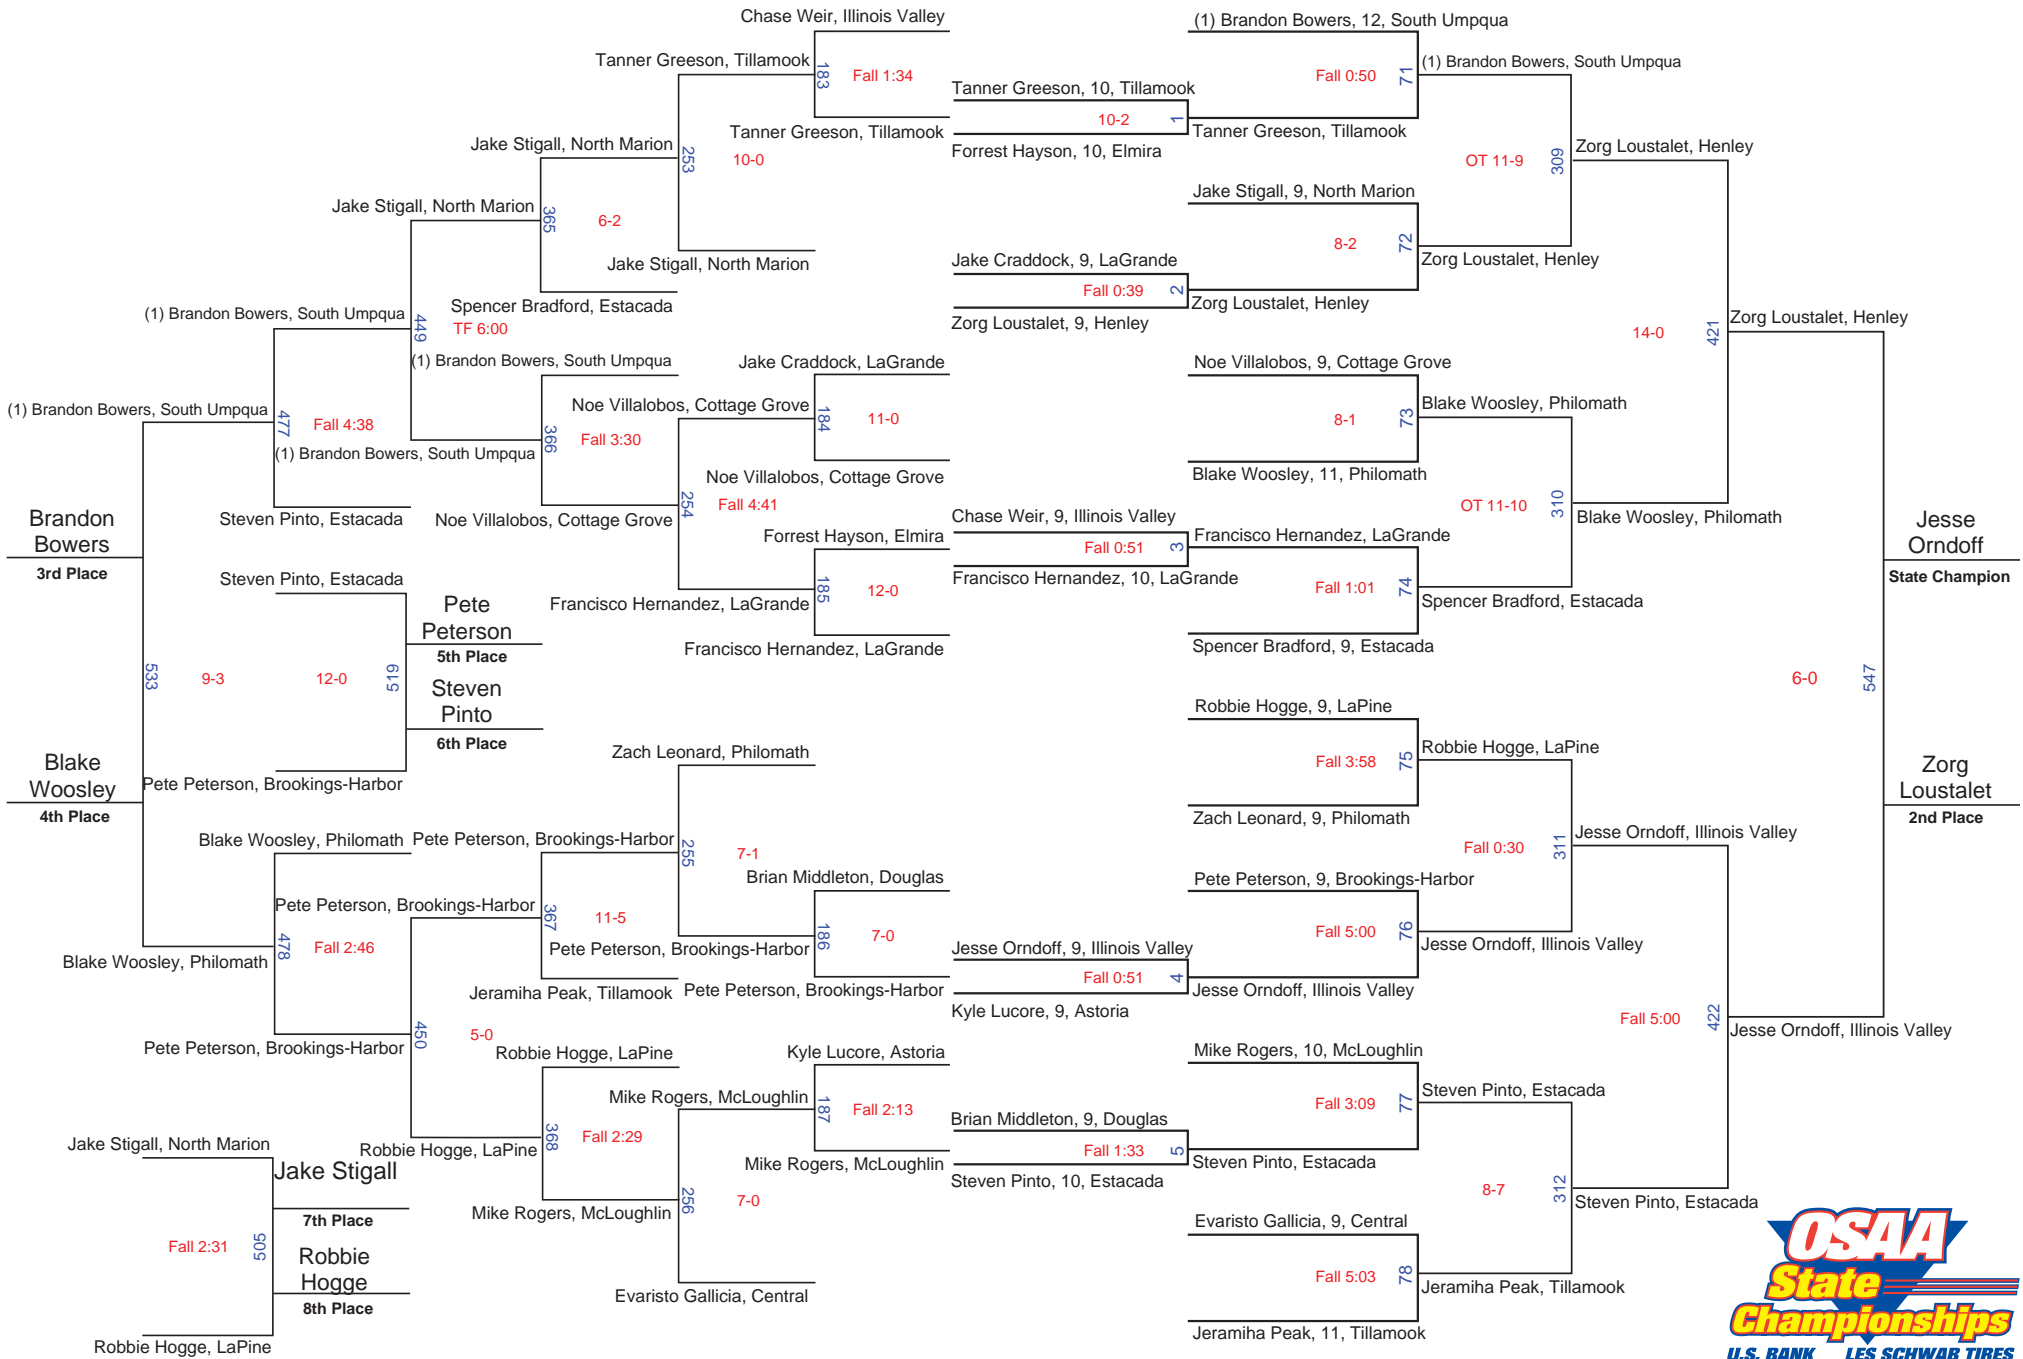 Chase Weir, Illinois Valley
(1) Brandon Bowers, 12, South Umpqua
Tanner Greeson, Tillamook
183
Fall 1:34
Fall 0:50
71
(1) Brandon Bowers, South Umpqua
Tanner Greeson, 10, Tillamook
10-2
1
Tanner Greeson, Tillamook
Tanner Greeson, Tillamook
Forrest Hayson, 10, Elmira
Jake Stigall, North Marion
253
10-0
OT 11-9
309
Zorg Loustalet, Henley
Jake Stigall, 9, North Marion
Jake Stigall, North Marion
365
6-2
8-2
72
Zorg Loustalet, Henley
Jake Stigall, North Marion
Jake Craddock, 9, LaGrande
Fall 0:39
2
Zorg Loustalet, Henley
Spencer Bradford, Estacada
Zorg Loustalet, 9, Henley
(1) Brandon Bowers, South Umpqua
449
TF 6:00
14-0
421
Zorg Loustalet, Henley
(1) Brandon Bowers, South Umpqua
Jake Craddock, LaGrande
Noe Villalobos, 9, Cottage Grove
(1) Brandon Bowers, South Umpqua
477
Fall 4:38
Noe Villalobos, Cottage Grove
184
11-0
8-1
73
Blake Woosley, Philomath
366
Fall 3:30
(1) Brandon Bowers, South Umpqua
Noe Villalobos, Cottage Grove
Blake Woosley, 11, Philomath
254
Fall 4:41
OT 11-10
310
Blake Woosley, Philomath
Steven Pinto, Estacada
Noe Villalobos, Cottage Grove
Chase Weir, 9, Illinois Valley
Fall 0:51
3
Francisco Hernandez, LaGrande
Forrest Hayson, Elmira
Francisco Hernandez, 10, LaGrande
Brandon
Bowers
3rd Place
Jesse
Orndoff
State Champion
Steven Pinto, Estacada
185
12-0
Fall 1:01
74
Spencer Bradford, Estacada
Francisco Hernandez, LaGrande
Pete
Peterson
5th Place
Francisco Hernandez, LaGrande
Spencer Bradford, 9, Estacada
533
9-3
12-0
519
6-0
547
Steven
Pinto
6th Place
Robbie Hogge, 9, LaPine
Zach Leonard, Philomath
Fall 3:58
75
Robbie Hogge, LaPine
Blake
Woosley
4th Place
Pete Peterson, Brookings-Harbor
Zorg
Loustalet
2nd Place
Zach Leonard, 9, Philomath
Blake Woosley, Philomath
Pete Peterson, Brookings-Harbor
255
7-1
Fall 0:30
311
Jesse Orndoff, Illinois Valley
Brian Middleton, Douglas
Pete Peterson, 9, Brookings-Harbor
Pete Peterson, Brookings-Harbor
367
11-5
186
7-0
Fall 5:00
76
Jesse Orndoff, Illinois Valley
478
Fall 2:46
Blake Woosley, Philomath
Pete Peterson, Brookings-Harbor
Jesse Orndoff, 9, Illinois Valley
Fall 0:51
4
Jesse Orndoff, Illinois Valley
Jeramiha Peak, Tillamook
Pete Peterson, Brookings-Harbor
Kyle Lucore, 9, Astoria
450
5-0
Fall 5:00
422
Jesse Orndoff, Illinois Valley
Pete Peterson, Brookings-Harbor
Robbie Hogge, LaPine
Kyle Lucore, Astoria
Mike Rogers, 10, McLoughlin
Mike Rogers, McLoughlin
187
Fall 2:13
Fall 3:09
77
Steven Pinto, Estacada
368
Fall 2:29
Robbie Hogge, LaPine
Brian Middleton, 9, Douglas
Fall 1:33
5
Steven Pinto, Estacada
Mike Rogers, McLoughlin
Steven Pinto, 10, Estacada
Jake Stigall, North Marion
Jake Stigall
7th Place
256
7-0
8-7
312
Steven Pinto, Estacada
Mike Rogers, McLoughlin
Evaristo Gallicia, 9, Central
Fall 2:31
505
Robbie
Hogge
8th Place
Fall 5:03
78
Jeramiha Peak, Tillamook
Evaristo Gallicia, Central
Jeramiha Peak, 11, Tillamook
Robbie Hogge, LaPine
OSAA
State
Championships
U.S. BANK LES SCHWAB TIRES